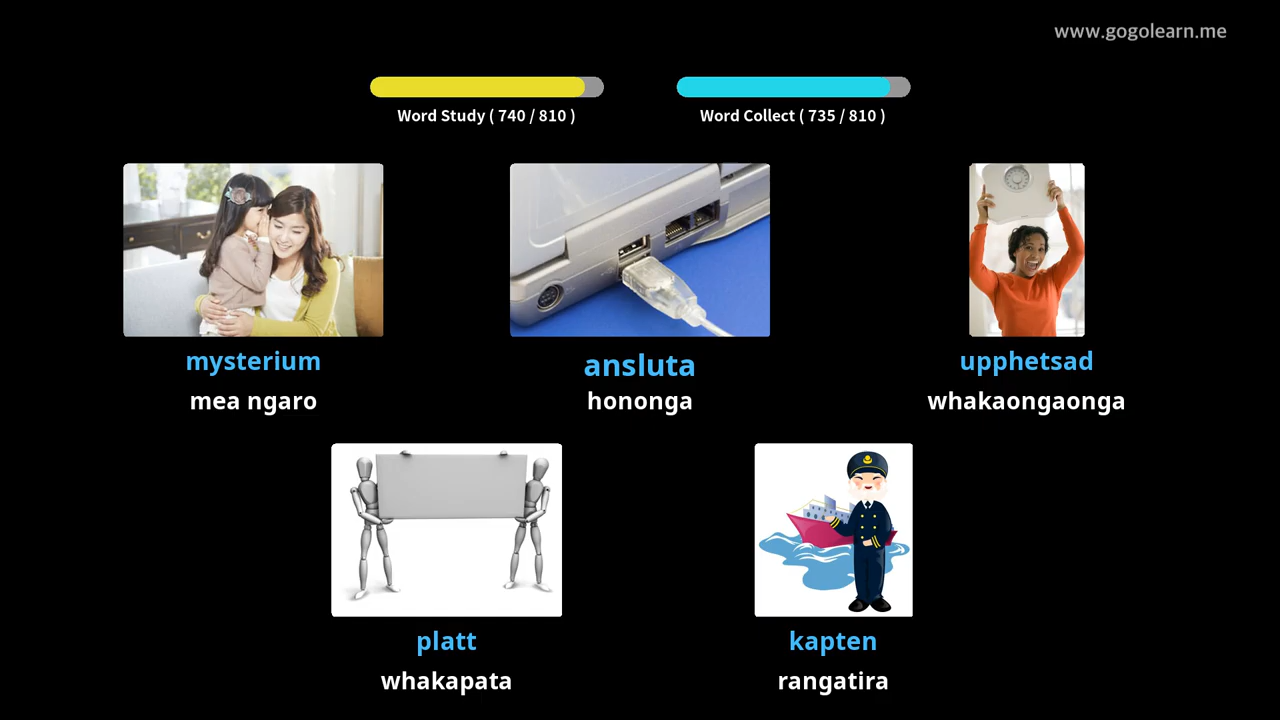 www.gogolearn.me
Word Study ( 740 / 810 )
Word Collect ( 735 / 810 )
mysterium
mea ngaro
ansluta
hononga
upphetsad
whakaongaonga
platt
whakapata
kapten
rangatira